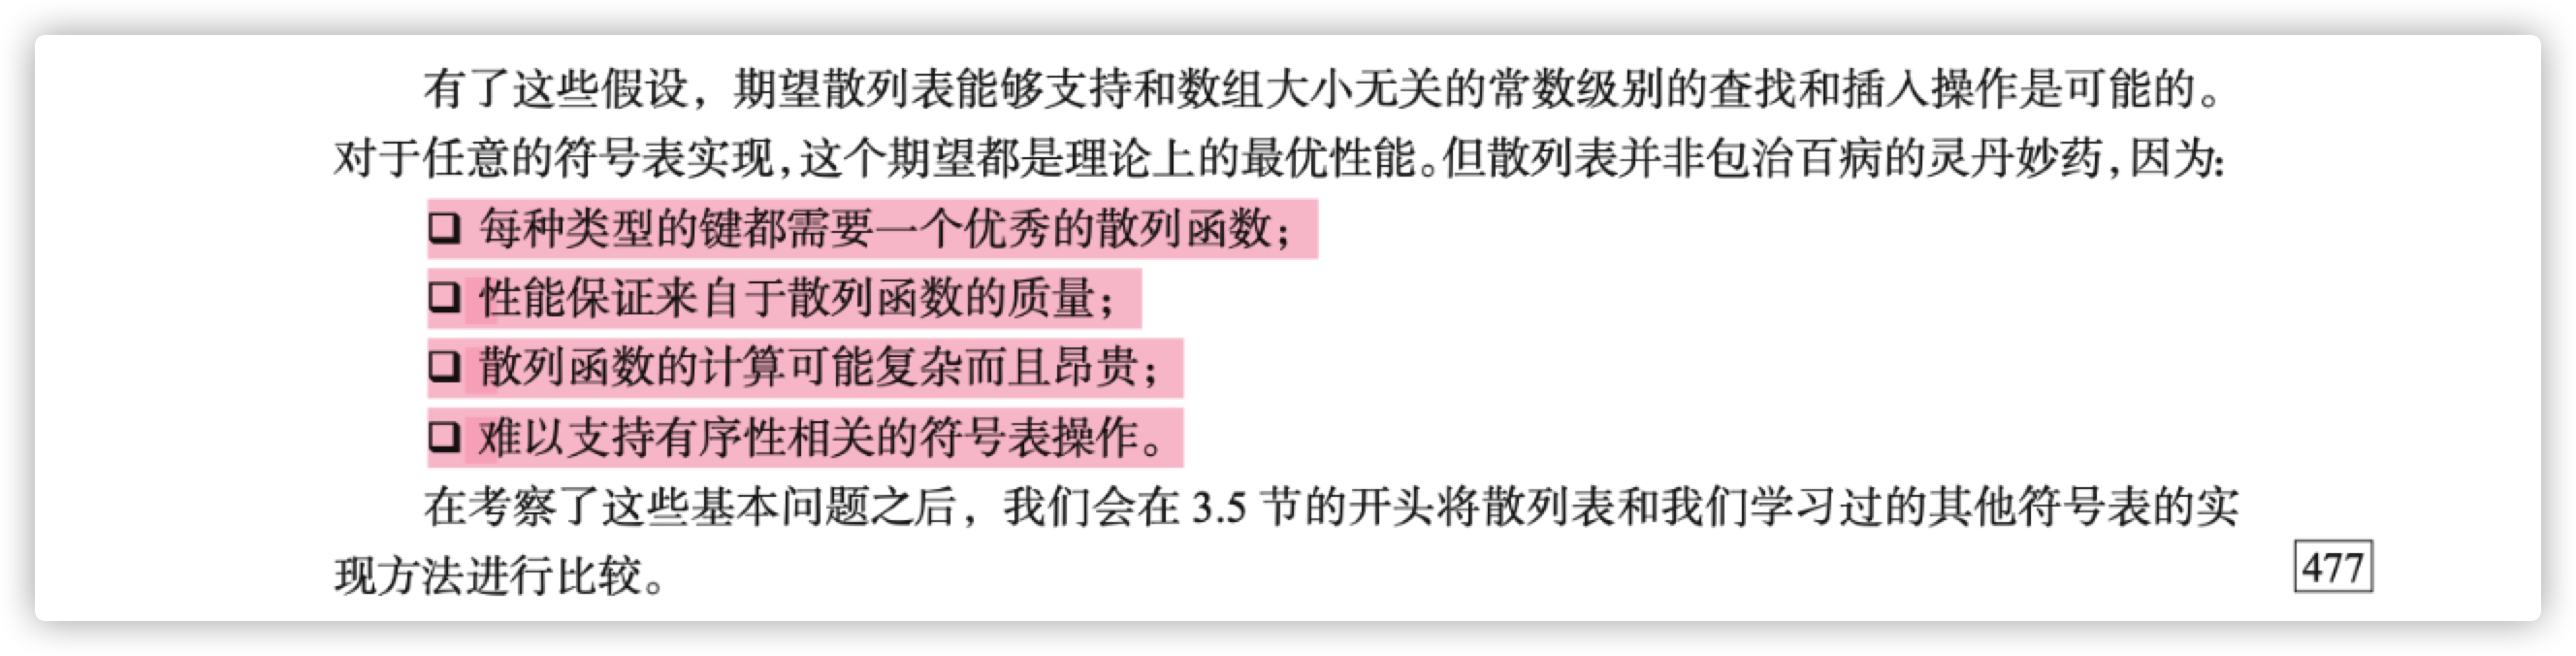 有了这些假设，期望散列表能够支持和数组大小无关的常数级别的查找和插入操作是可能的。
对于任意的符号表实现，这个期望都是理论上的最优性能。但散列表并非包治百病的灵丹妙药，因为：
❏ 每种类型的键都需要一个优秀的散列函数；
❏ 性能保证来自于散列函数的质量；
❏ 散列函数的计算可能复杂而且昂贵；
❏ 难以支持有序性相关的符号表操作。
在考察了这些基本问题之后，我们会在 3.5 节的开头将散列表和我们学习过的其他符号表的实
现方法进行比较。
477